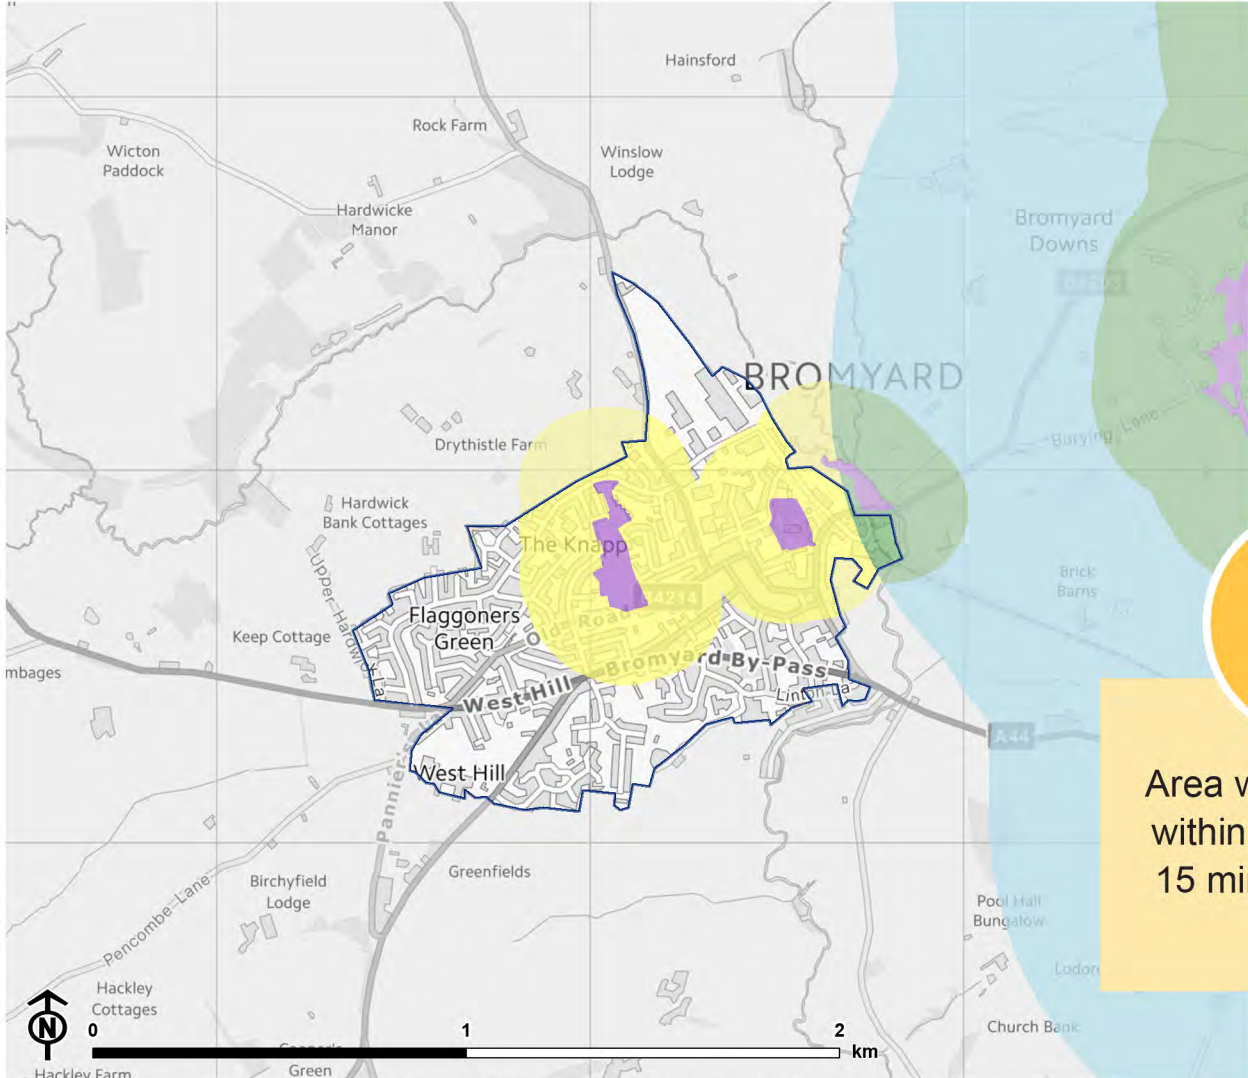 Hainsford
Rock Farm
Wicton
Paddock
Winslow
Lodge
Hardwicke
Manor
Bromyard
Downs
BROMYARD
Burying Lane
Drythistle Farm
Hardwick
Bank Cottages
The Knapp
Brick
Barns
B4214
Upper Hardwick
La
Flaggoners
Green
Old Road
Keep Cottage
mbages
Bromyard By-Pass
West Hill
Linton La
A44
West Hill
Pannier's
Area w
within
15 mi
Greenfields
Birchyfield
Lodge
Pencombe Lane
Pool Hall
Bungalow
Lodore
Hackley
Cottages
Church Bank
N
0 1 2
km
Green
Hackley Farm